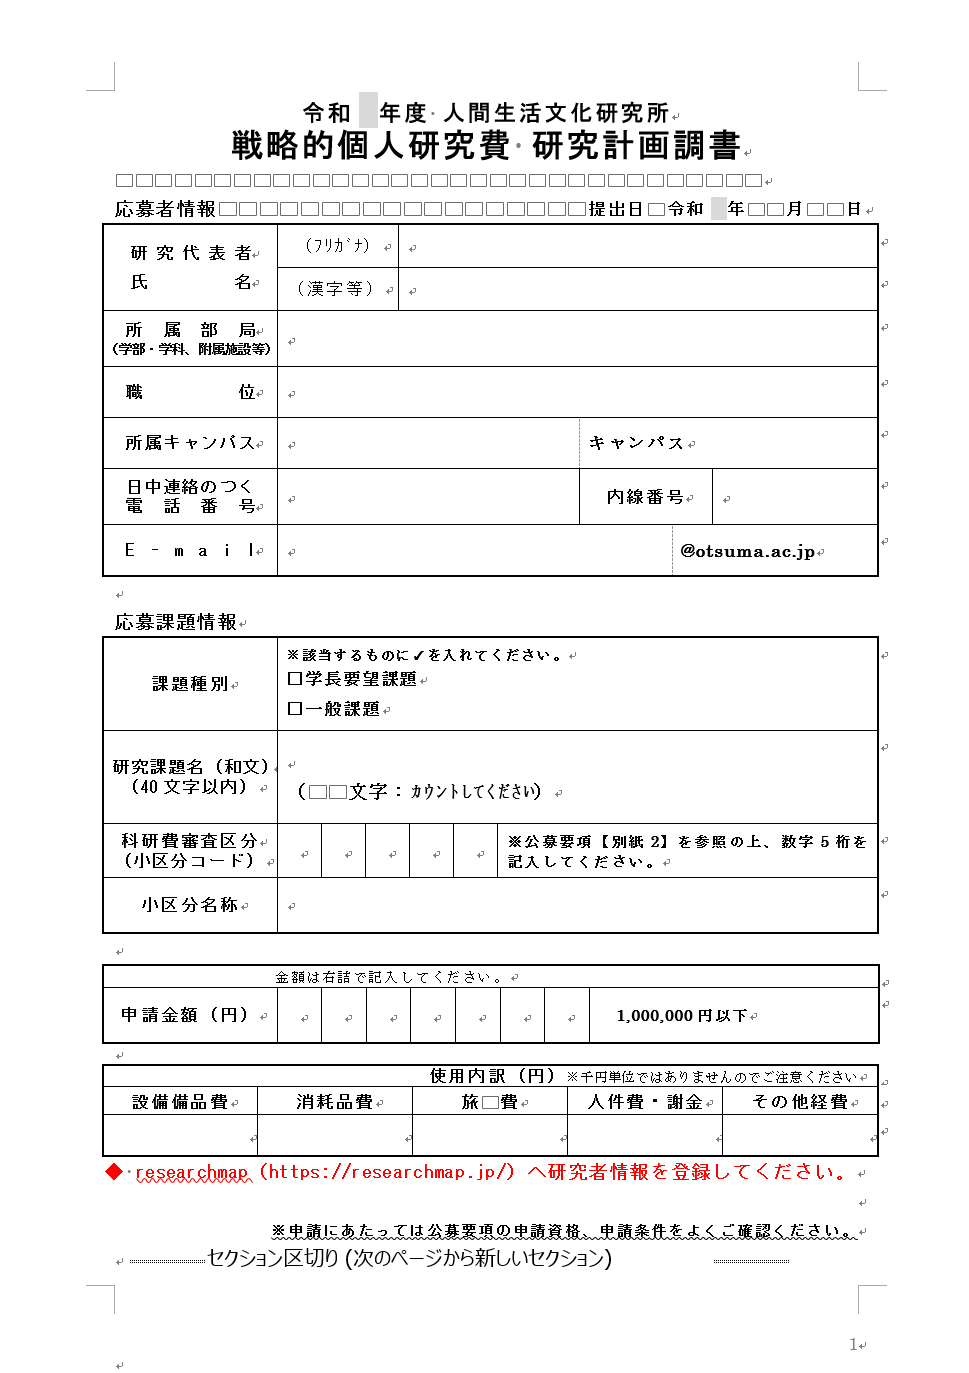 令和　年度 人間生活文化研究所
戦略的個人研究費 研究計画調書
□□□□□□□□□□□□□□□□□□□□□□□□□□□□□□□□□
応募者情報□□□□□□□□□□□□□□□□□□提出日□令和　年□□月□□日
研究代表者
氏名
（ﾌﾘｶﾞﾅ）
（漢字等）
所属部局
（学部・学科、附属施設等）
職位
所属キャンパス
キャンパス
日中連絡のつく
電話番号
内線番号
E-mail
@otsuma.ac.jp
応募課題情報
課題種別
※該当するものに✓を入れてください。
□学長要望課題
□一般課題
研究課題名（和文）
（40 文字以内）
（□□文字：カウントしてください）
科研費審査区分
（小区分コード）
※公募要項【別紙 2】を参照の上、数字 5 桁を
記入してください。
小区分名称
金額は右詰で記入してください。
申請金額（円）
1,000,000 円以下
使用内訳（円）※千円単位ではありませんのでご注意ください
設備備品費
消耗品費
旅□費
人件費・謝金
その他経費
◆ researchmap（https://researchmap.jp/）へ研究者情報を登録してください。
※申請にあたっては公募要項の申請資格、申請条件をよくご確認ください。
セクション区切り (次のページから新しいセクション)
1